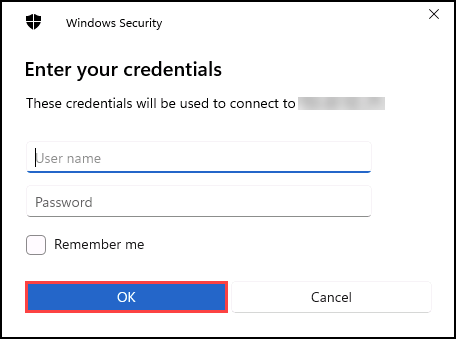 Windows Security
Enter your credentials
These credentials will be used to connect to
User name
Password
Remember me
OK
Cancel